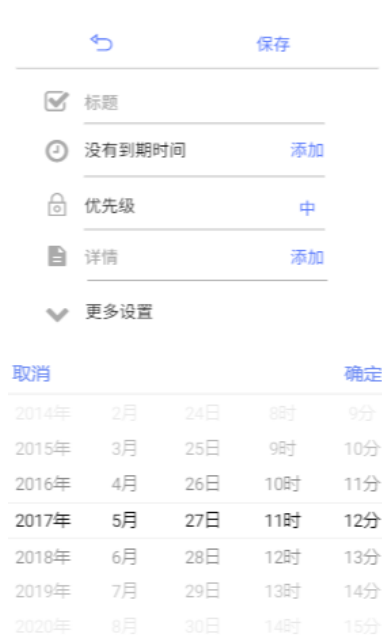 保存
标题
没有到期时间 添加
优先级 中
详情 添加
更多设置
取消 确定
2014年 2月 24日 8时 9分
2015年 3月 25日 9时 10分
2016年 4月 26日 10时 11分
2017年 5月 27日 11时 12分
2018年 6月 28日 12时 13分
2019年 7月 29日 13时 14分
2020年 8月 30日 14时 15分